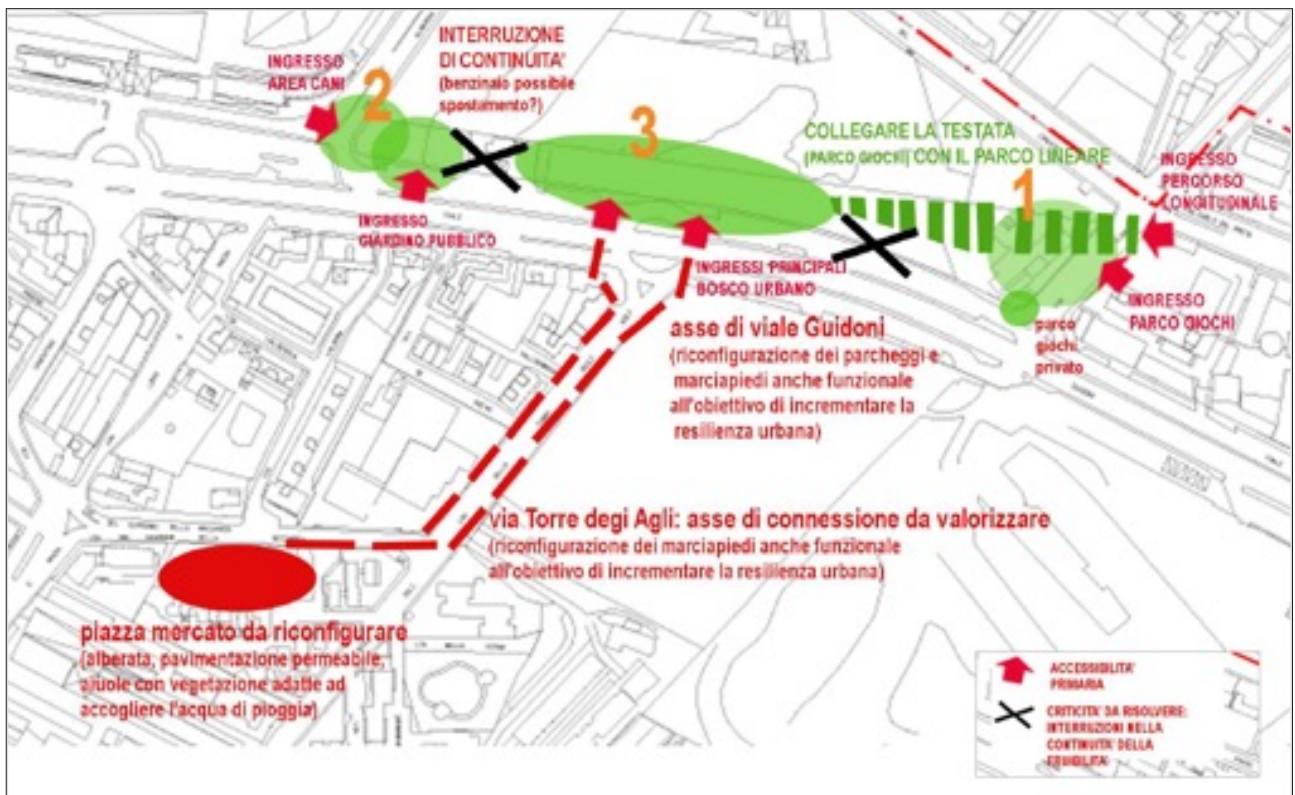 INGRESSO
AREA CANI
2
INTERRUZIONE
DI CONTINUITA'
(benzinaio possibile
spostamento?)
3
COLLEGARE LA TESTATA
(PARCO GIOCHI) CON IL PARCO LINEARE
1
INGRESSO
PERCORSO
LONGITUDINALE
INGRESSO
GIARDINO PUBBLICO
INGRESSI PRINCIPALI
BOSCO URBANO
INGRESSO
PARCO GIOCHI
parco
giochi
privato
asse di viale Guidoni
(riconfigurazione dei parcheggi e
marciapiedi anche funzionale
all'obiettivo di incrementare la
resilienza urbana)
via Torre degi Agli: asse di connessione da valorizzare
(riconfigurazione dei marciapiedi anche funzionale
all'obiettivo di incrementare la resilienza urbana)
piazza mercato da riconfigurare
(alberata, pavimentazione permeabile,
aiuole con vegetazione adatte ad
accogliere l'acqua di pioggia)
ACCESSIBILITA'
PRIMARIA
CRITICITA' DA RISOLVERE:
INTERRUZIONI NELLA
CONTINUITA' DELLA
FRUIBILITA'